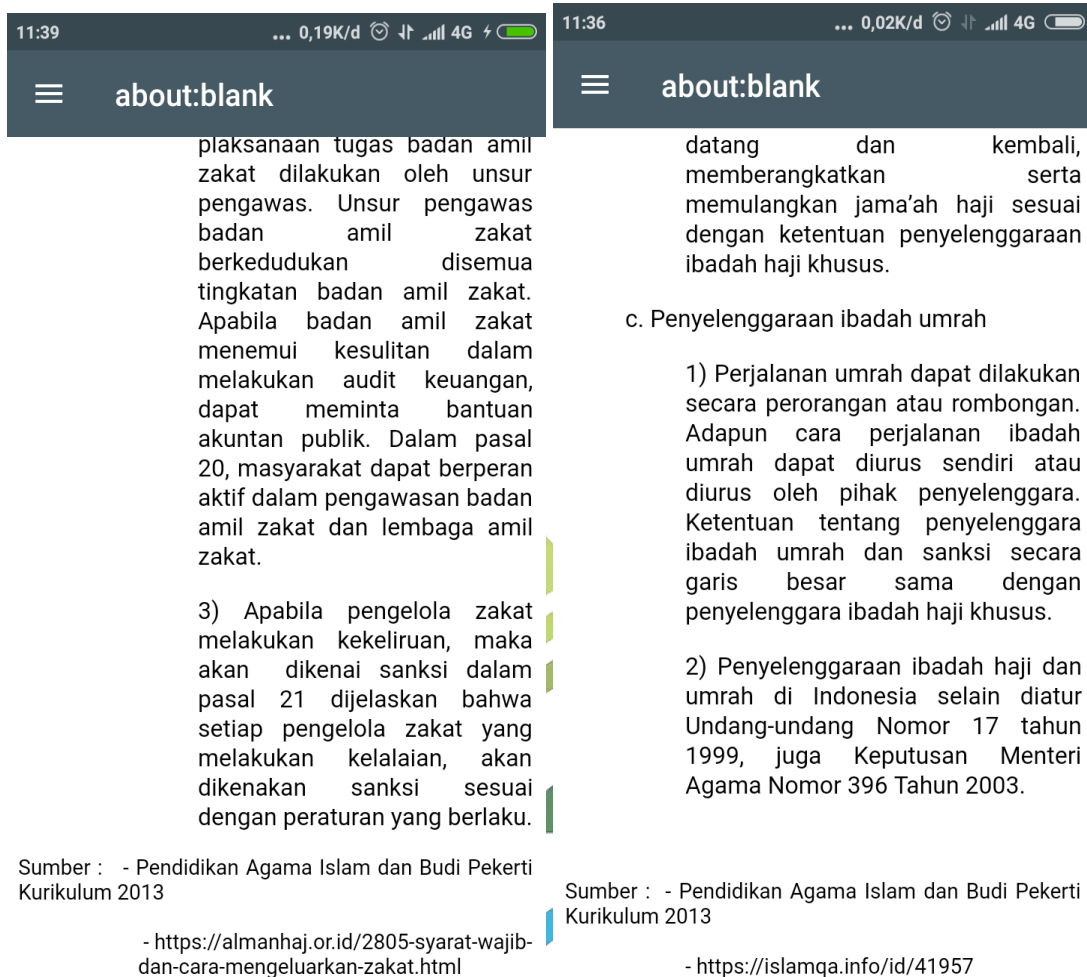 11:39
... 0,19K/d 4G
about:blank
plaksanaan tugas badan amil
zakat dilakukan oleh unsur
pengawas. Unsur pengawas
badan amil zakat
berkedudukan disemua
tingkatan badan amil zakat.
Apabila badan amil zakat
menemui kesulitan dalam
melakukan audit keuangan,
dapat meminta bantuan
akuntan publik. Dalam pasal
20, masyarakat dapat berperan
aktif dalam pengawasan badan
amil zakat dan lembaga amil
zakat.
3) Apabila pengelola zakat
melakukan kekeliruan, maka
akan dikenai sanksi dalam
pasal 21 dijelaskan bahwa
setiap pengelola zakat yang
melakukan kelalaian, akan
dikenakan sanksi sesuai
dengan peraturan yang berlaku.
Sumber : - Pendidikan Agama Islam dan Budi Pekerti
Kurikulum 2013
- https://almanhaj.or.id/2805-syarat-wajib-
dan-cara-mengeluarkan-zakat.html
11:36
... 0,02K/d 4G
about:blank
datang dan kembali,
memberangkatkan serta
memulangkan jama’ah haji sesuai
dengan ketentuan penyelenggaraan
ibadah haji khusus.
c. Penyelenggaraan ibadah umrah
1) Perjalanan umrah dapat dilakukan
secara perorangan atau rombongan.
Adapun cara perjalanan ibadah
umrah dapat diurus sendiri atau
diurus oleh pihak penyelenggara.
Ketentuan tentang penyelenggara
ibadah umrah dan sanksi secara
garis besar sama dengan
penyelenggara ibadah haji khusus.
2) Penyelenggaraan ibadah haji dan
umrah di Indonesia selain diatur
Undang-undang Nomor 17 tahun
1999, juga Keputusan Menteri
Agama Nomor 396 Tahun 2003.
Sumber : - Pendidikan Agama Islam dan Budi Pekerti
Kurikulum 2013
- https://islamqa.info/id/41957